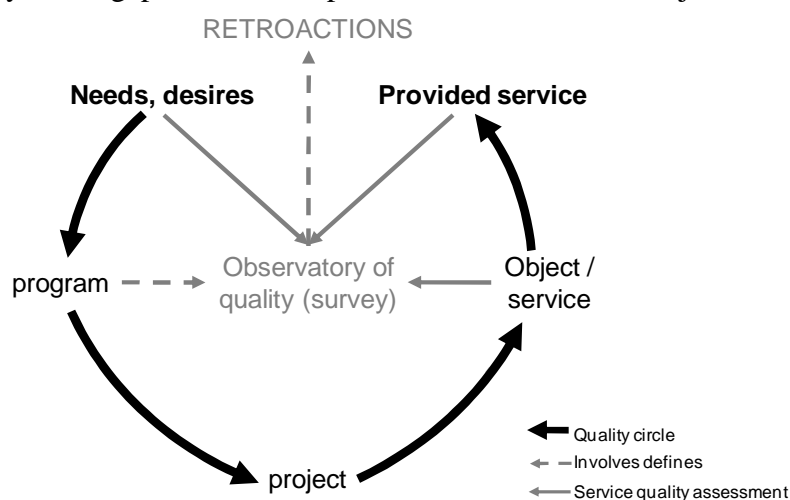 RETROACTIONS
Needs, desires
Provided service
Observatory of
quality (survey)
program
Object /
service
project
Quality circle
Involves defines
Service quality assessment